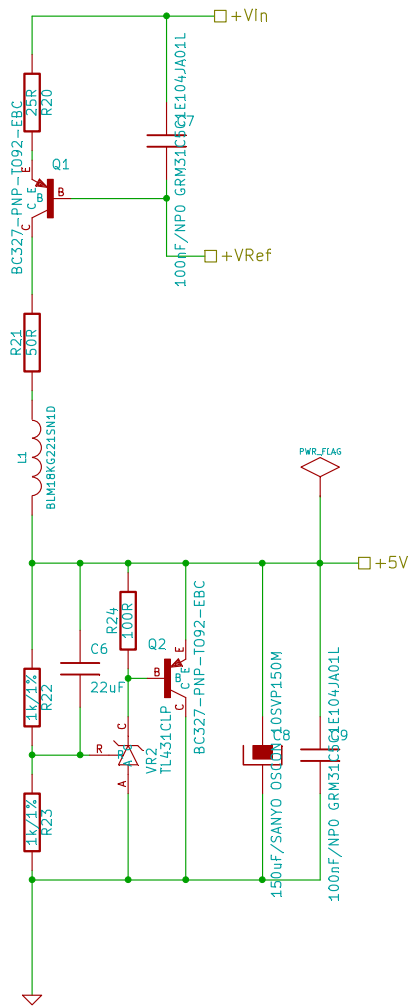 +Vin
25R
R20
C7
100nF/NP0 GRM31C5C1E104JA01L
Q1
E
B
C
E
B
C
BC327-PNP-TO92-EBC
+VRef
R21
50R
L1
BLM18KG221SN1D
PWR_FLAG
+5V
R24
100R
Q2
E
B
C
E
B
C
BC327-PNP-TO92-EBC
C6
22uF
1k/1%
R22
C
R
A
VR2
TL431CLP
C8
150uF/SANYO OSCON 10SVP150M
C9
100nF/NP0 GRM31C5C1E104JA01L
1k/1%
R23